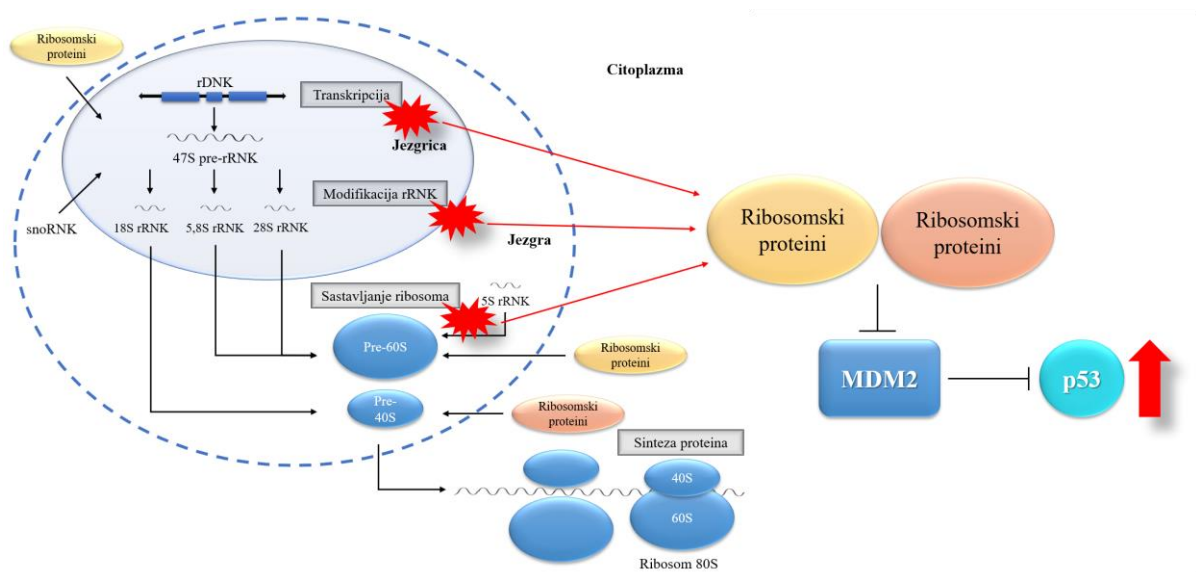 Ribosomski
proteini
Citoplazma
rDNK
Transkripcija
Jezgrica
47S pre-rRNK
Modifikacija rRNK
snoRNK
18S rRNK
5,8S rRNK
28S rRNK
Jezgra
Ribosomski
proteini
Ribosomski
proteini
Sastavljanje ribosoma
5S rRNK
Pre-60S
Ribosomski
proteini
MDM2
p53
Pre-
40S
Ribosomski
proteini
Sinteza proteina
40S
60S
Ribosom 80S